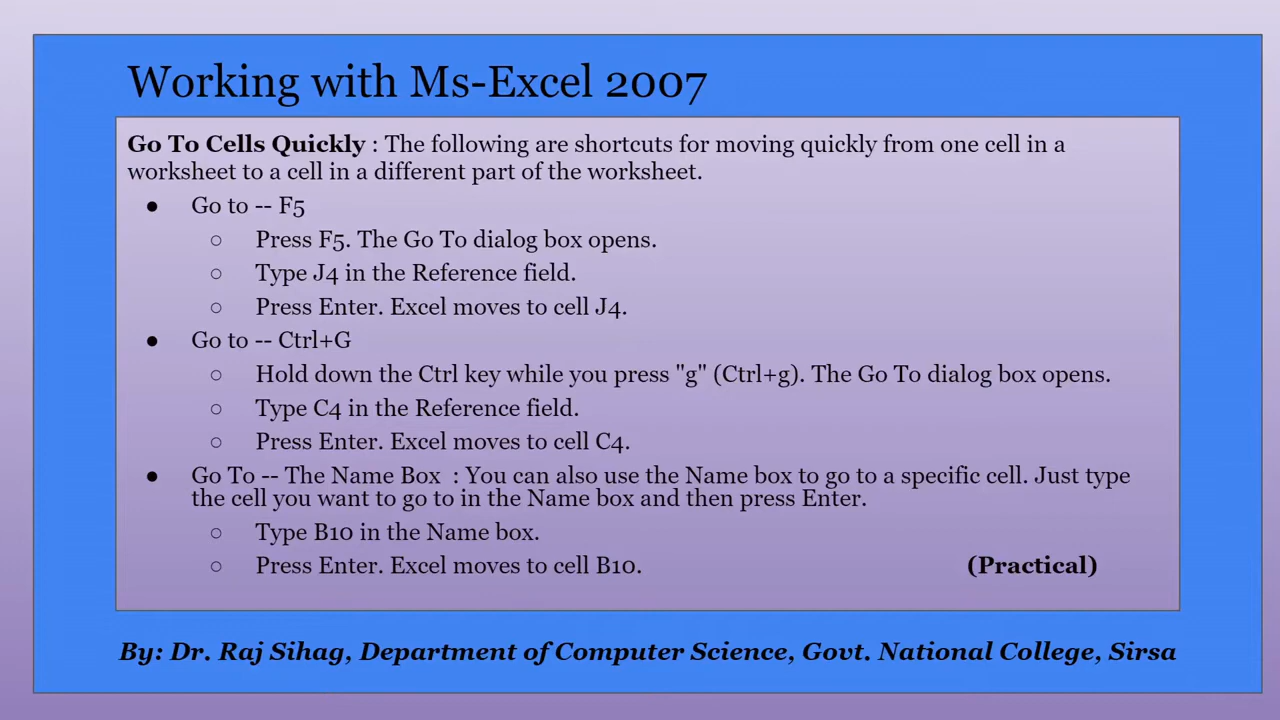 Working with Ms-Excel 2007
Go To Cells Quickly : The following are shortcuts for moving quickly from one cell in a
worksheet to a cell in a different part of the worksheet.
● Go to -- F5
○ Press F5. The Go To dialog box opens.
○ Type J4 in the Reference field.
○ Press Enter. Excel moves to cell J4.
● Go to -- Ctrl+G
○ Hold down the Ctrl key while you press "g" (Ctrl+g). The Go To dialog box opens.
○ Type C4 in the Reference field.
○ Press Enter. Excel moves to cell C4.
● Go To -- The Name Box : You can also use the Name box to go to a specific cell. Just type
the cell you want to go to in the Name box and then press Enter.
○ Type B10 in the Name box.
○ Press Enter. Excel moves to cell B10. (Practical)
By: Dr. Raj Sihag, Department of Computer Science, Govt. National College, Sirsa